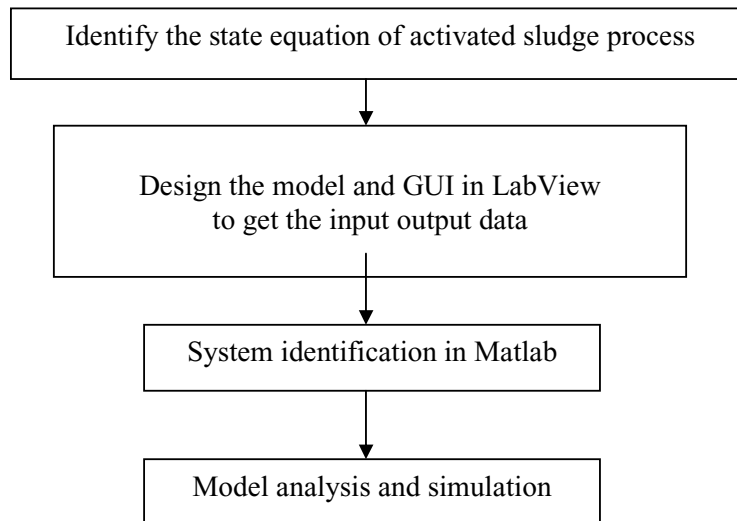 Identify the state equation of activated sludge process
Design the model and GUI in LabView
to get the input output data
System identification in Matlab
Model analysis and simulation